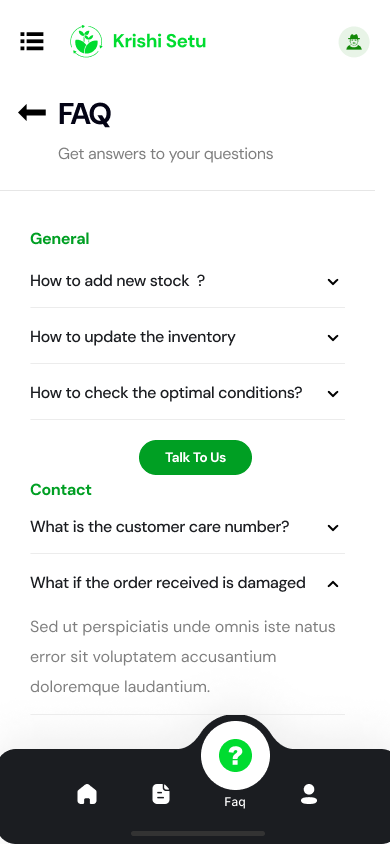 Krishi Setu
FAQ
Get answers to your questions
General
How to add new stock  ?
How to update the inventory
How to check the optimal conditions?
Talk To Us
Contact
What is the customer care number?
What if the order received is damaged
Sed ut perspiciatis unde omnis iste natus
error sit voluptatem accusantium
doloremque laudantium.
?
Faq